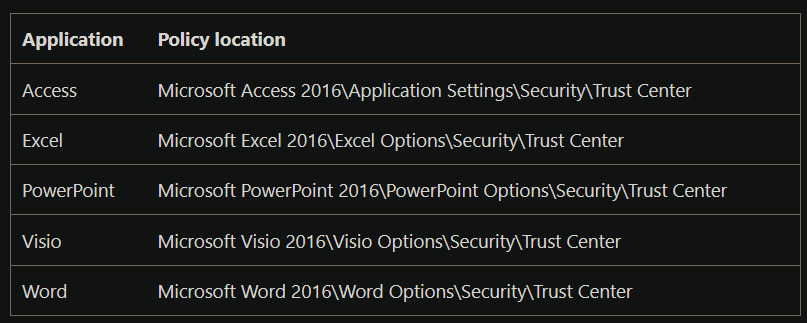 Application Policy location
Access Microsoft Access 2016\Application Settings\Security\Trust Center
Excel Microsoft Excel 2016\Excel Options\Security\Trust Center
PowerPoint Microsoft PowerPoint 2016\PowerPoint Options\Security\Trust Center
Visio Microsoft Visio 2016\Visio Options\Security\Trust Center
Word Microsoft Word 2016\Word Options\Security\Trust Center